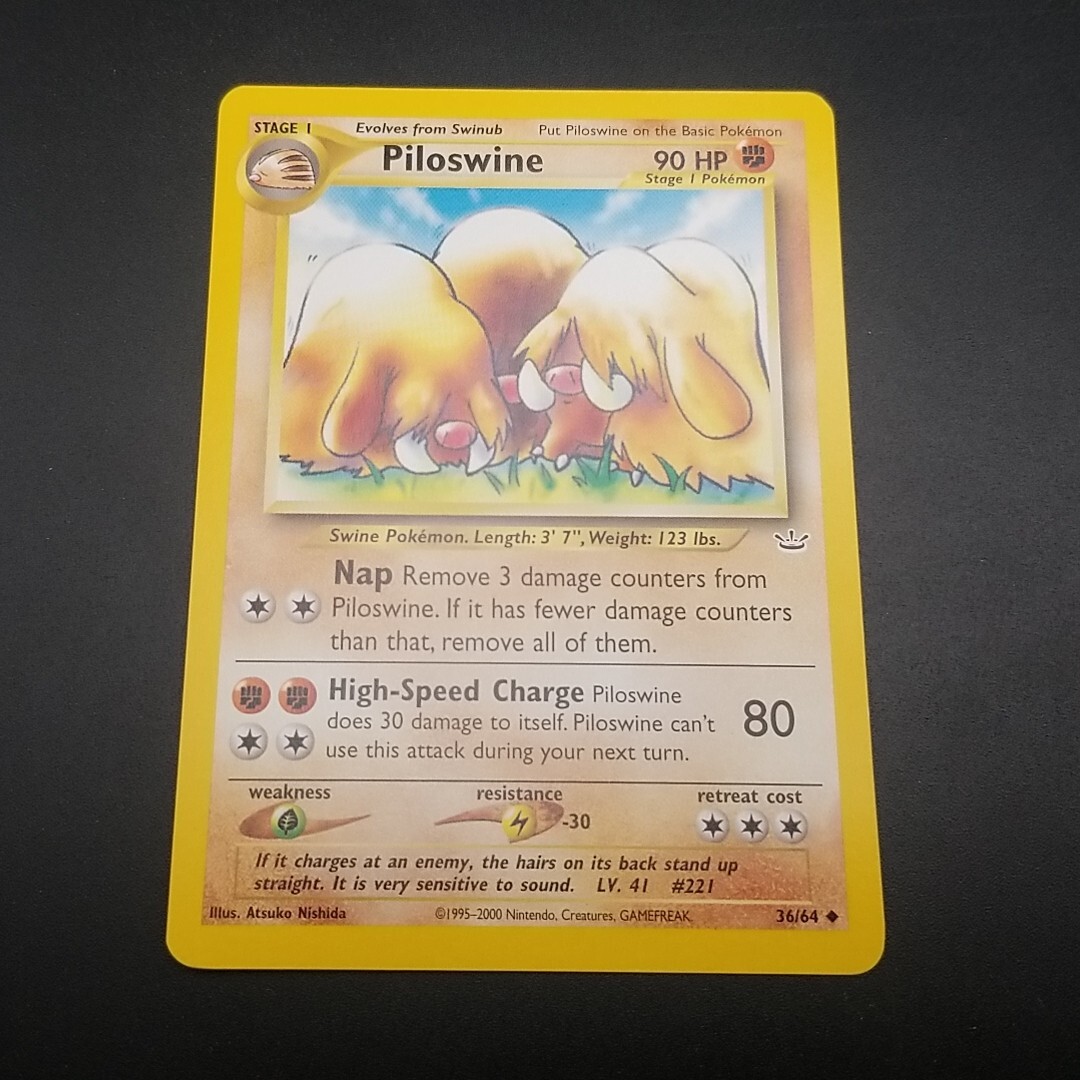 STAGE 1 Evolves from Swinub Put Piloswine on the Basic Pokémon
Piloswine 90 HP
Stage 1 Pokémon
Swine Pokémon. Length: 3' 7", Weight: 123 lbs.
Nap Remove 3 damage counters from
Piloswine. If it has fewer damage counters
than that, remove all of them.
High-Speed Charge Piloswine
does 30 damage to itself. Piloswine can't
use this attack during your next turn.
80
weakness resistance retreat cost
-30
If it charges at an enemy, the hairs on its back stand up
straight. It is very sensitive to sound. LV. 41 #221
Illus. Atsuko Nishida ©1995–2000 Nintendo, Creatures, GAMEFREAK. 36/64